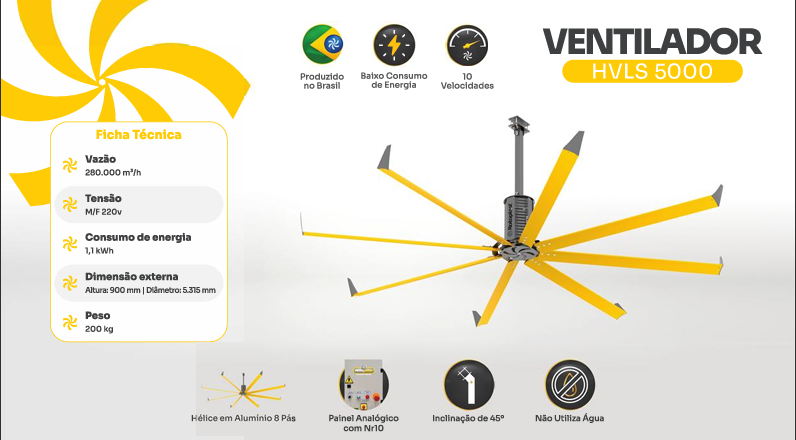 VENTILADOR
HVLS 5000
Produzido
no Brasil
Baixo Consumo
de Energia
10
Velocidades
Ficha Técnica
Vazão
280.000 m³/h
Tensão
M/F 220v
Consumo de energia
1,1 kWh
Dimensão externa
Altura: 900 mm | Diâmetro: 5.315 mm
Peso
200 kg
Hélice em Alumínio 8 Pás
Painel Analógico
com Nr10
Inclinação de 45º
Não Utiliza Água